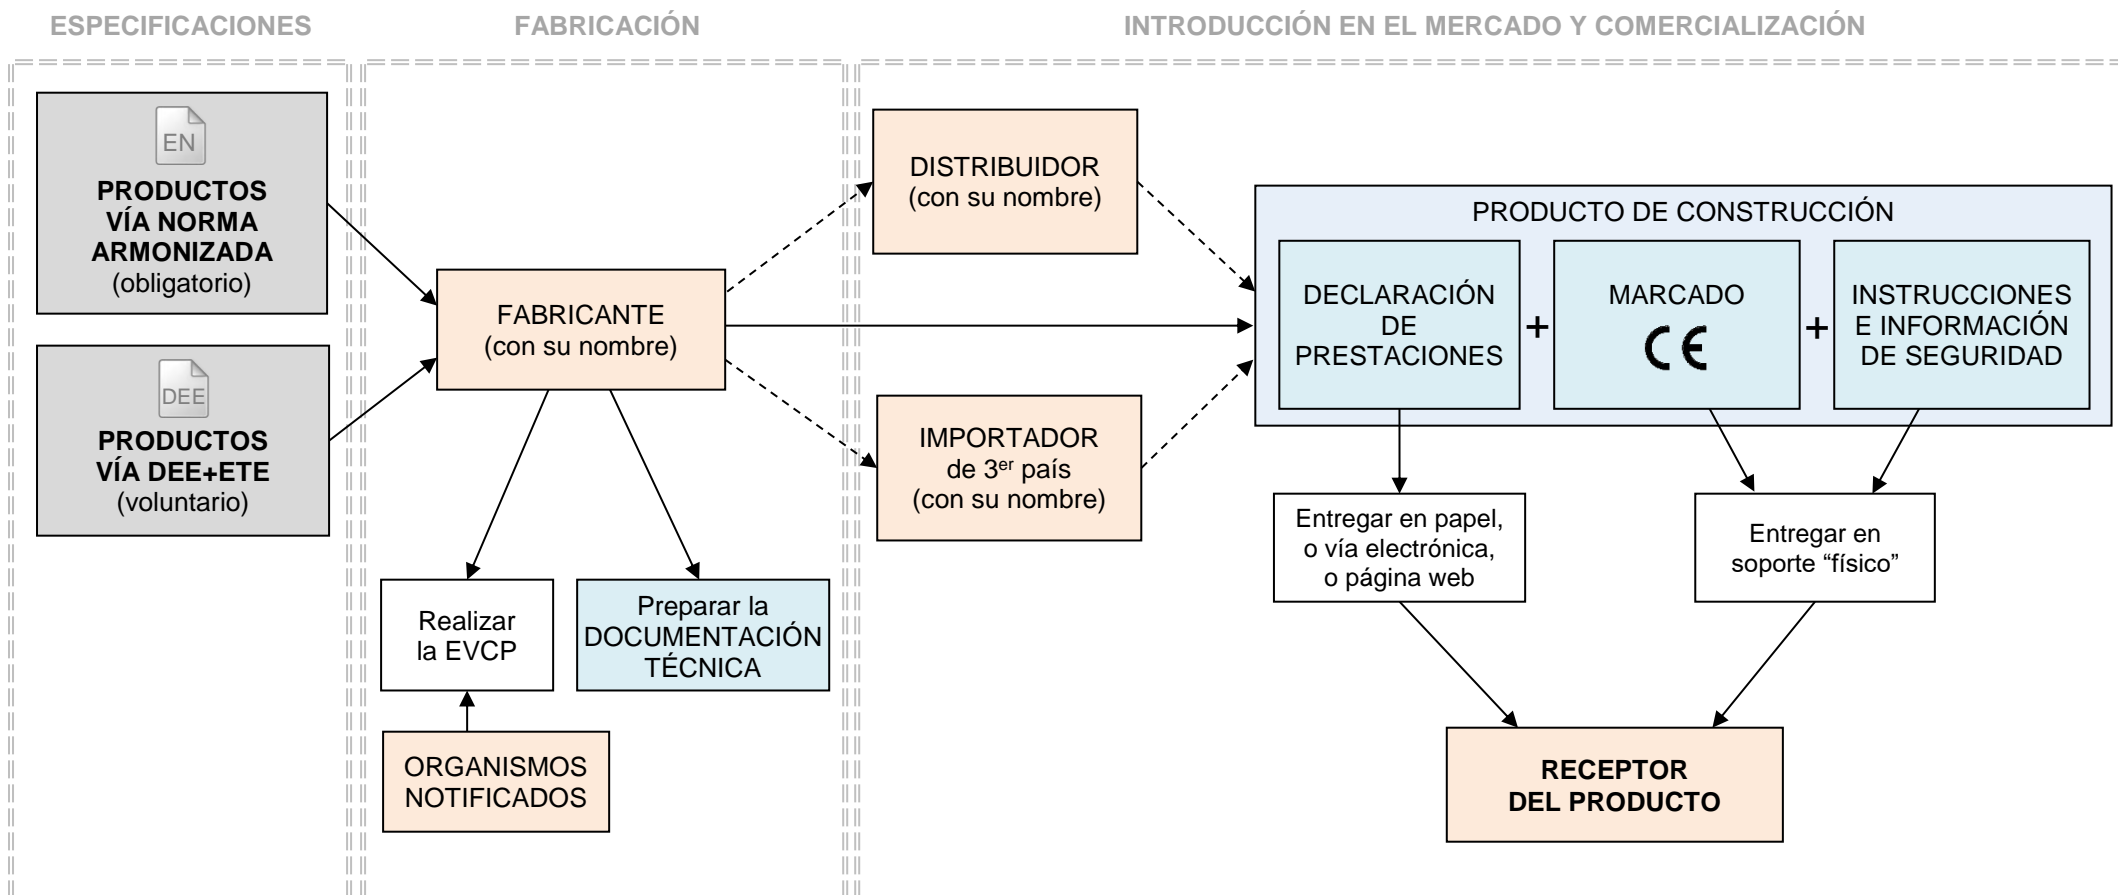 ESPECIFICACIONES
FABRICACIÓN
INTRODUCCIÓN EN EL MERCADO Y COMERCIALIZACIÓN
EN
PRODUCTOS
VÍA NORMA
ARMONIZADA
(obligatorio)
DEE
PRODUCTOS
VÍA DEE+ETE
(voluntario)
FABRICANTE
(con su nombre)
Realizar
la EVCP
Preparar la
DOCUMENTACIÓN
TÉCNICA
ORGANISMOS
NOTIFICADOS
DISTRIBUIDOR
(con su nombre)
IMPORTADOR
de 3er país
(con su nombre)
PRODUCTO DE CONSTRUCCIÓN
DECLARACIÓN
DE
PRESTACIONES
+
MARCADO
CE
+
INSTRUCCIONES
E INFORMACIÓN
DE SEGURIDAD
Entregar en papel,
o vía electrónica,
o página web
Entregar en
soporte “físico”
RECEPTOR
DEL PRODUCTO